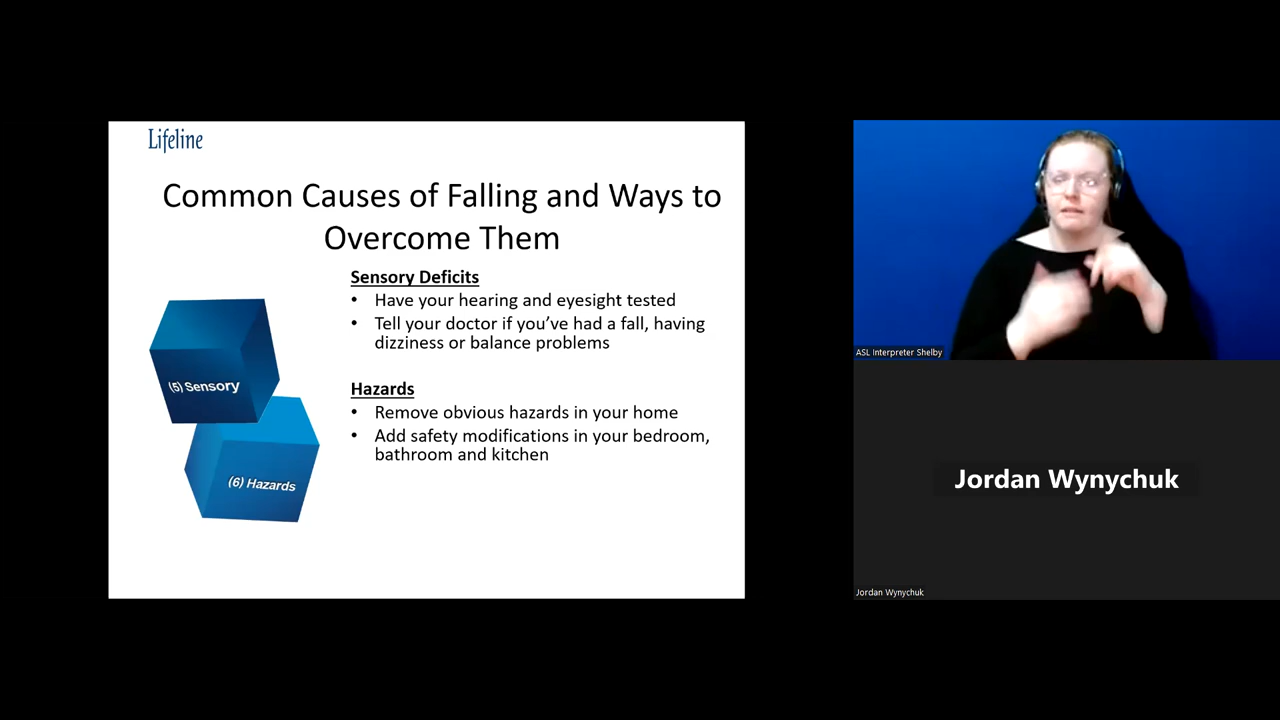 Lifeline
Common Causes of Falling and Ways to
Overcome Them
Sensory Deficits
• Have your hearing and eyesight tested
• Tell your doctor if you’ve had a fall, having
dizziness or balance problems
Hazards
• Remove obvious hazards in your home
• Add safety modifications in your bedroom,
bathroom and kitchen
(5) Sensory
(6) Hazards
ASL Interpreter Shelby
Jordan Wynychuk
Jordan Wynychuk